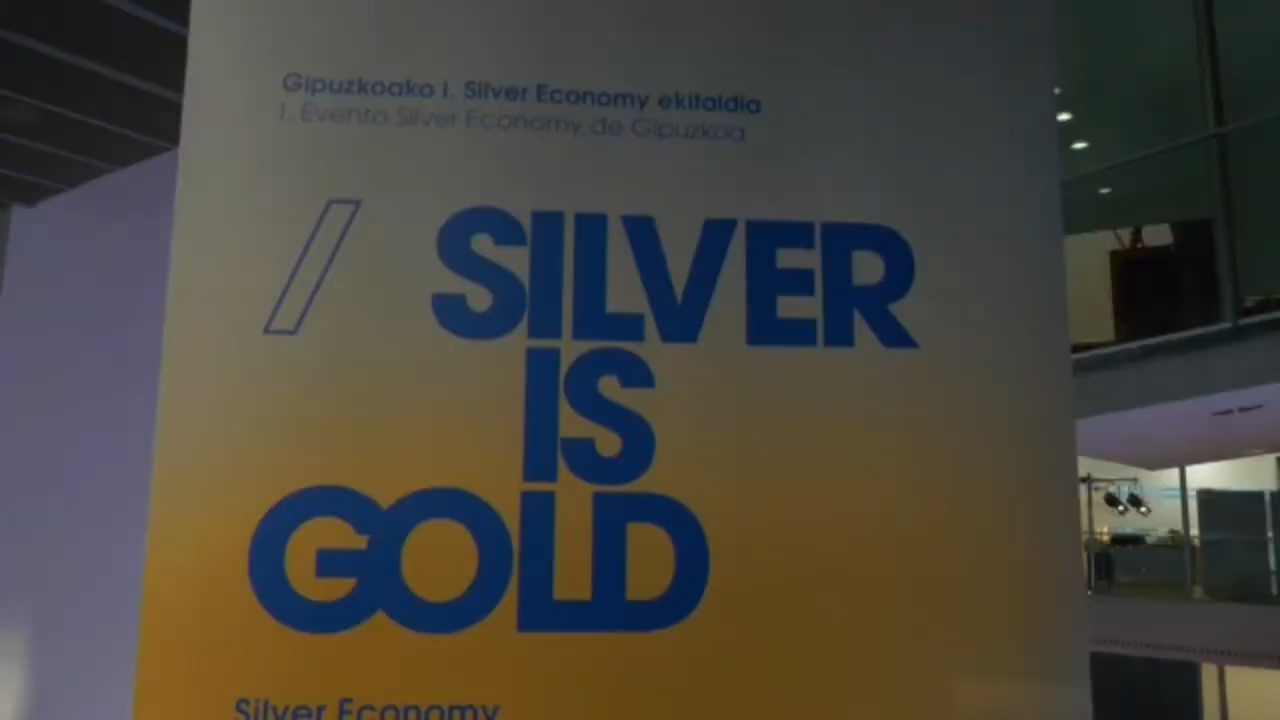 Gipuzkoako I. Silver Economy ekitaldia
I. Evento Silver Economy de Gipuzkoa
/ SILVER
IS
GOLD
Silver Economy